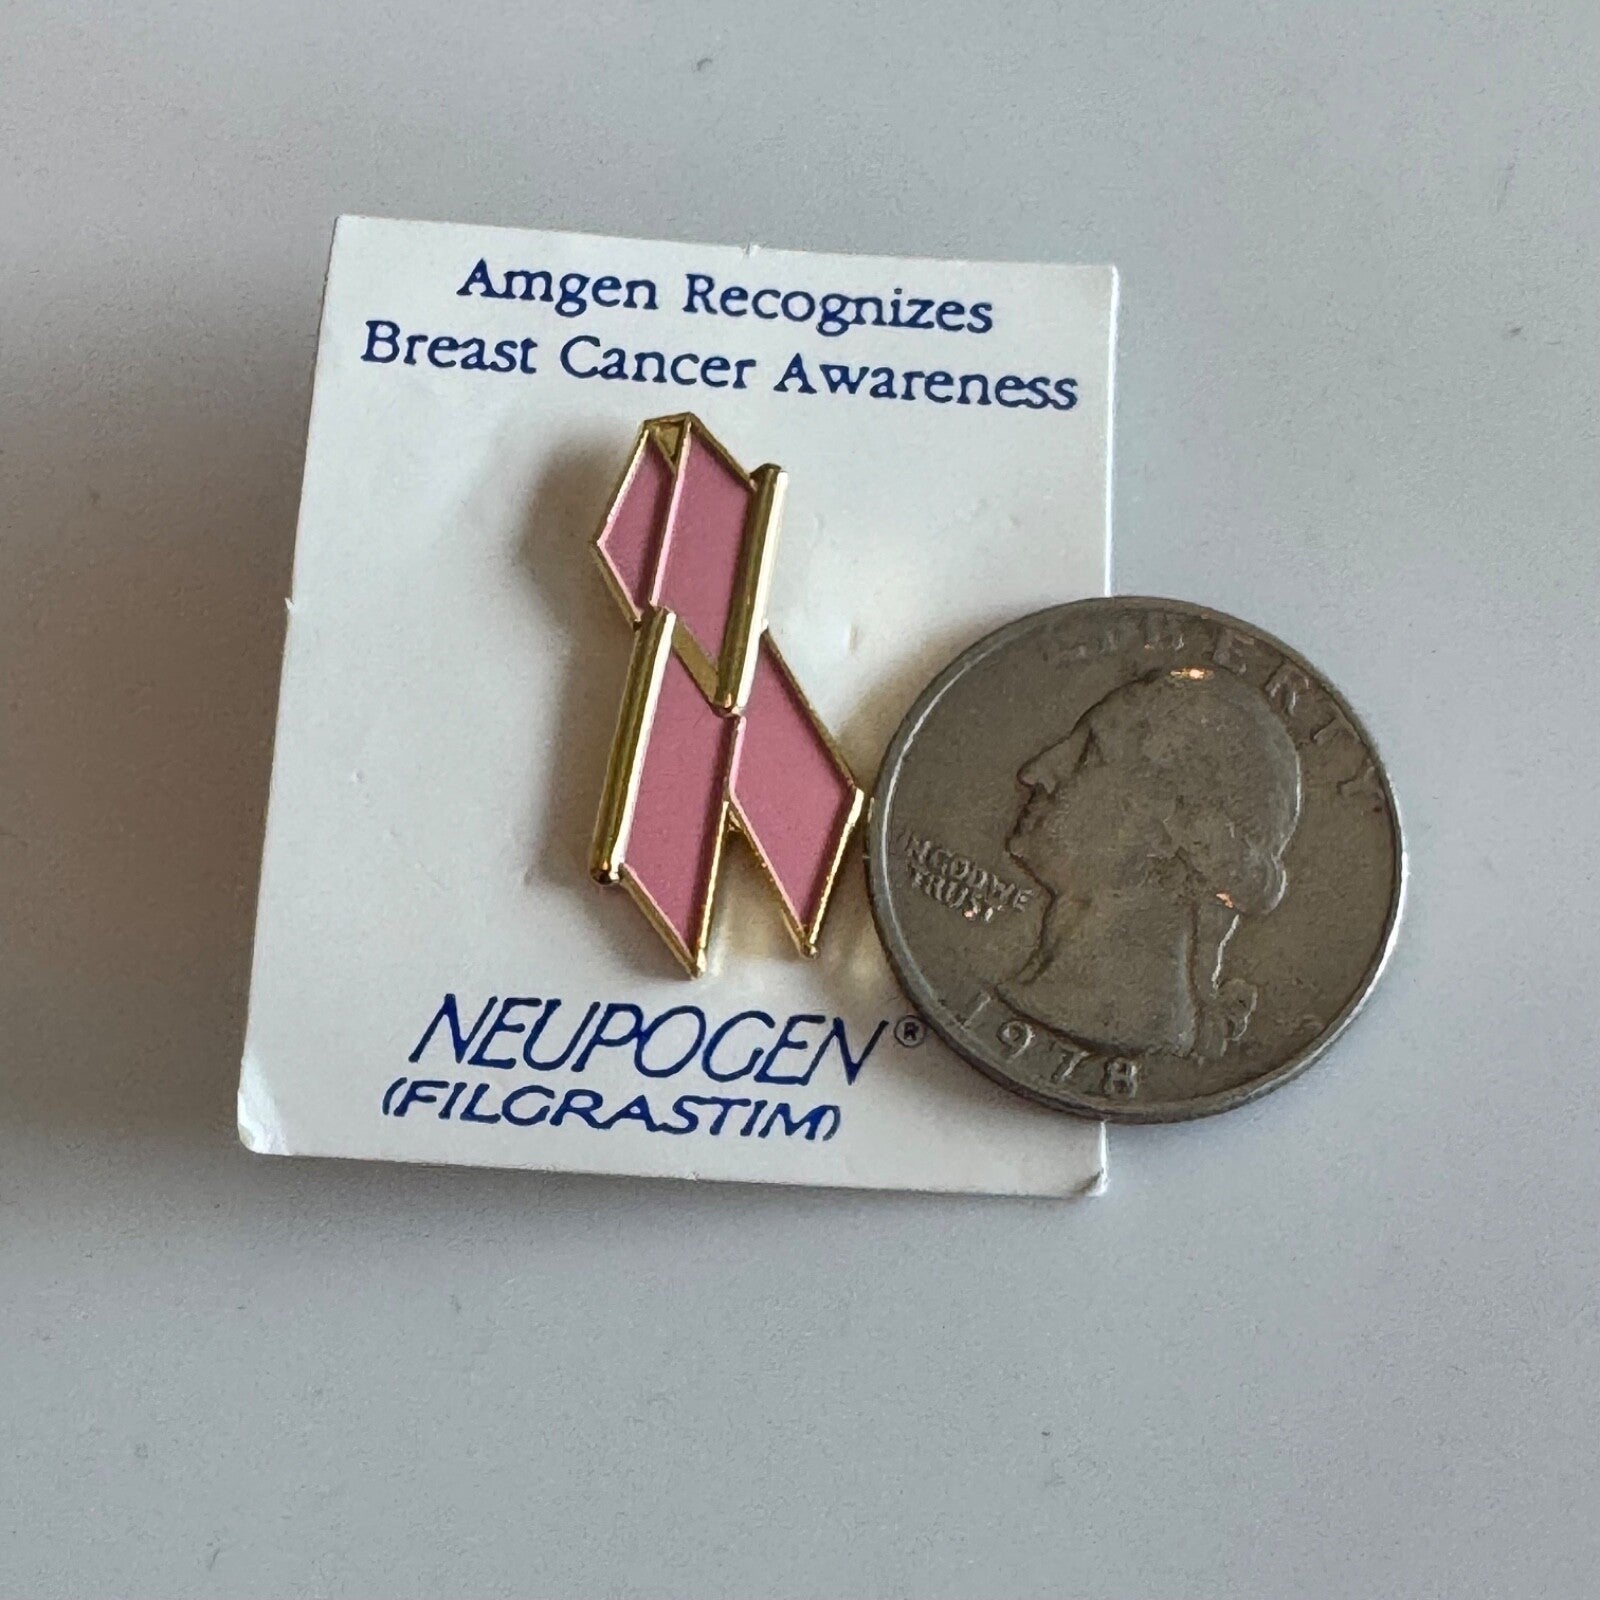 Amgen Recognizes
Breast Cancer Awareness
NEUPOGEN®
(FILGRASTIM)
LIBERTY
IN GOD WE
TRUST
1978